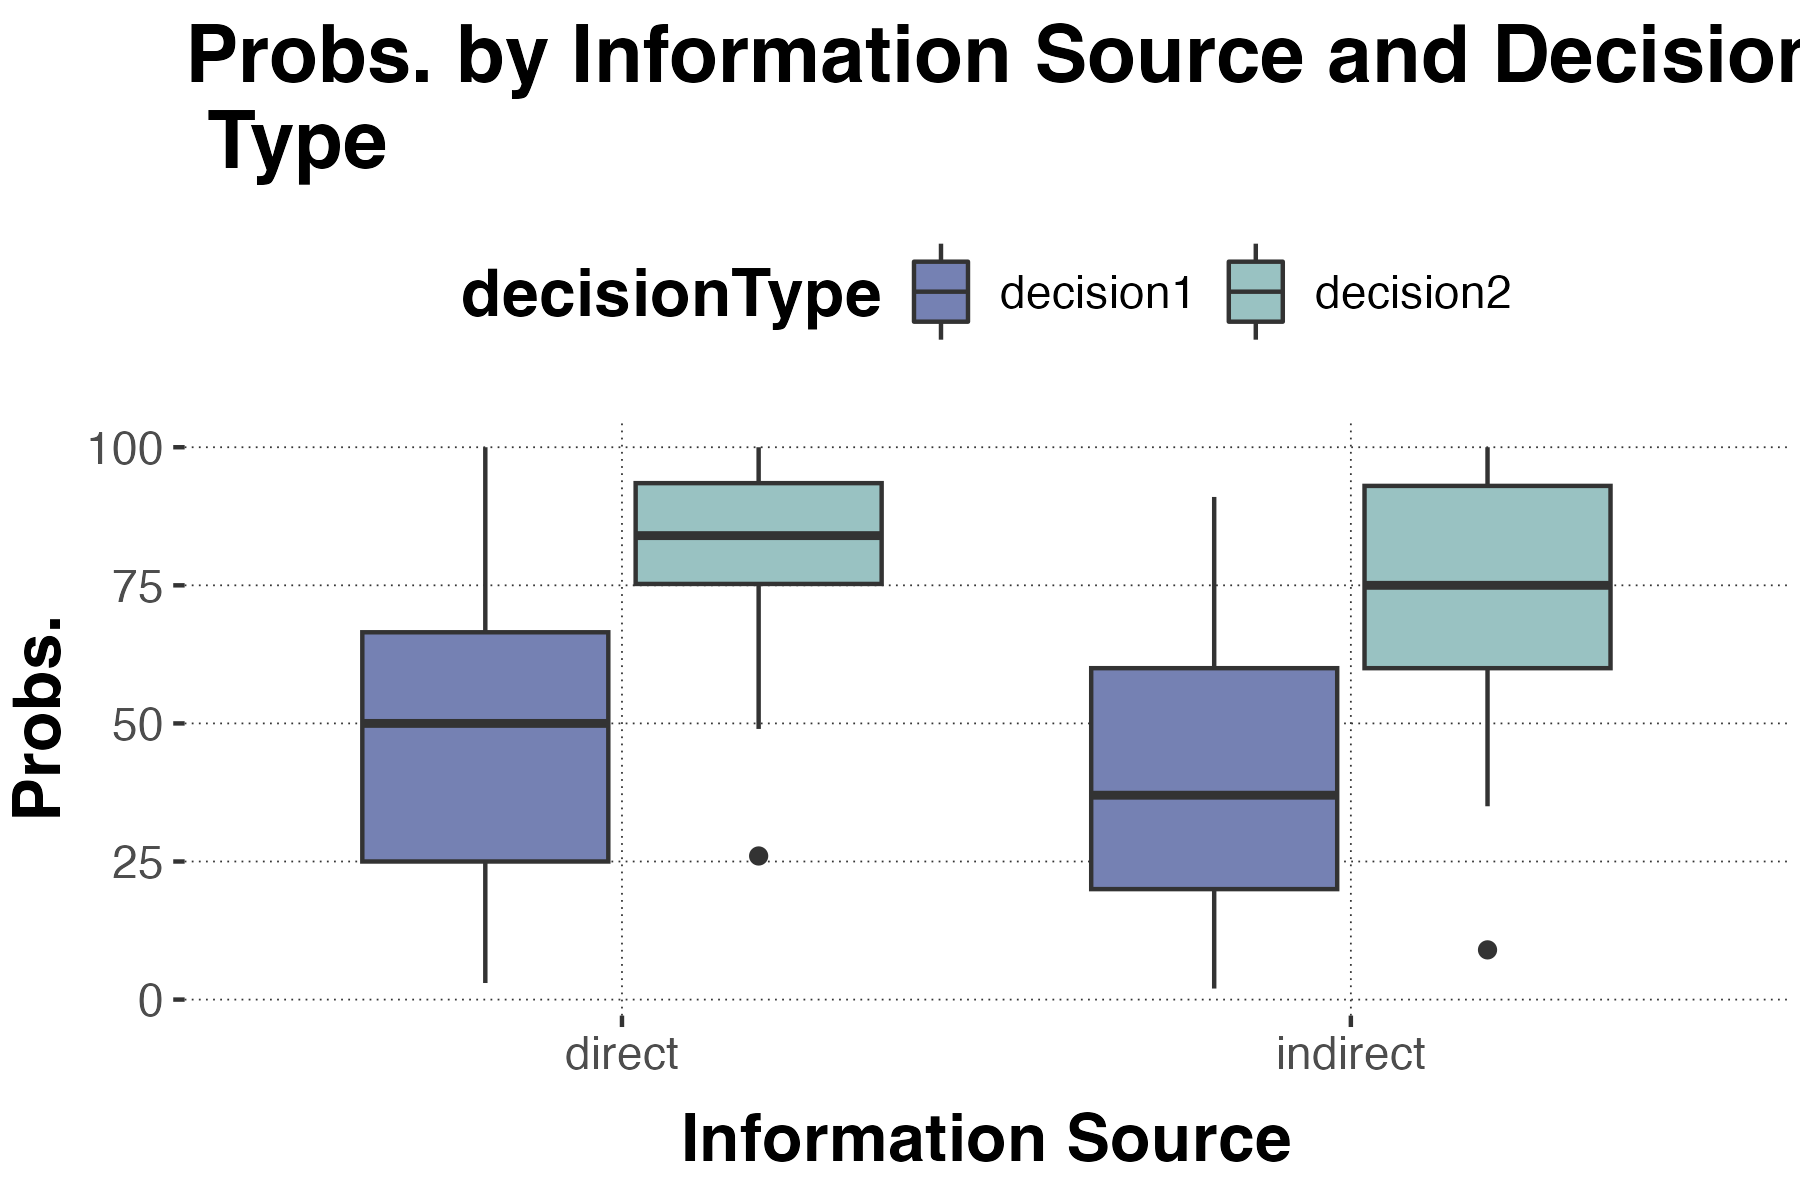 Probs. by Information Source and Decision
Type
decisionType decision1 decision2
100
75
50
25
0
Probs.
direct indirect
Information Source